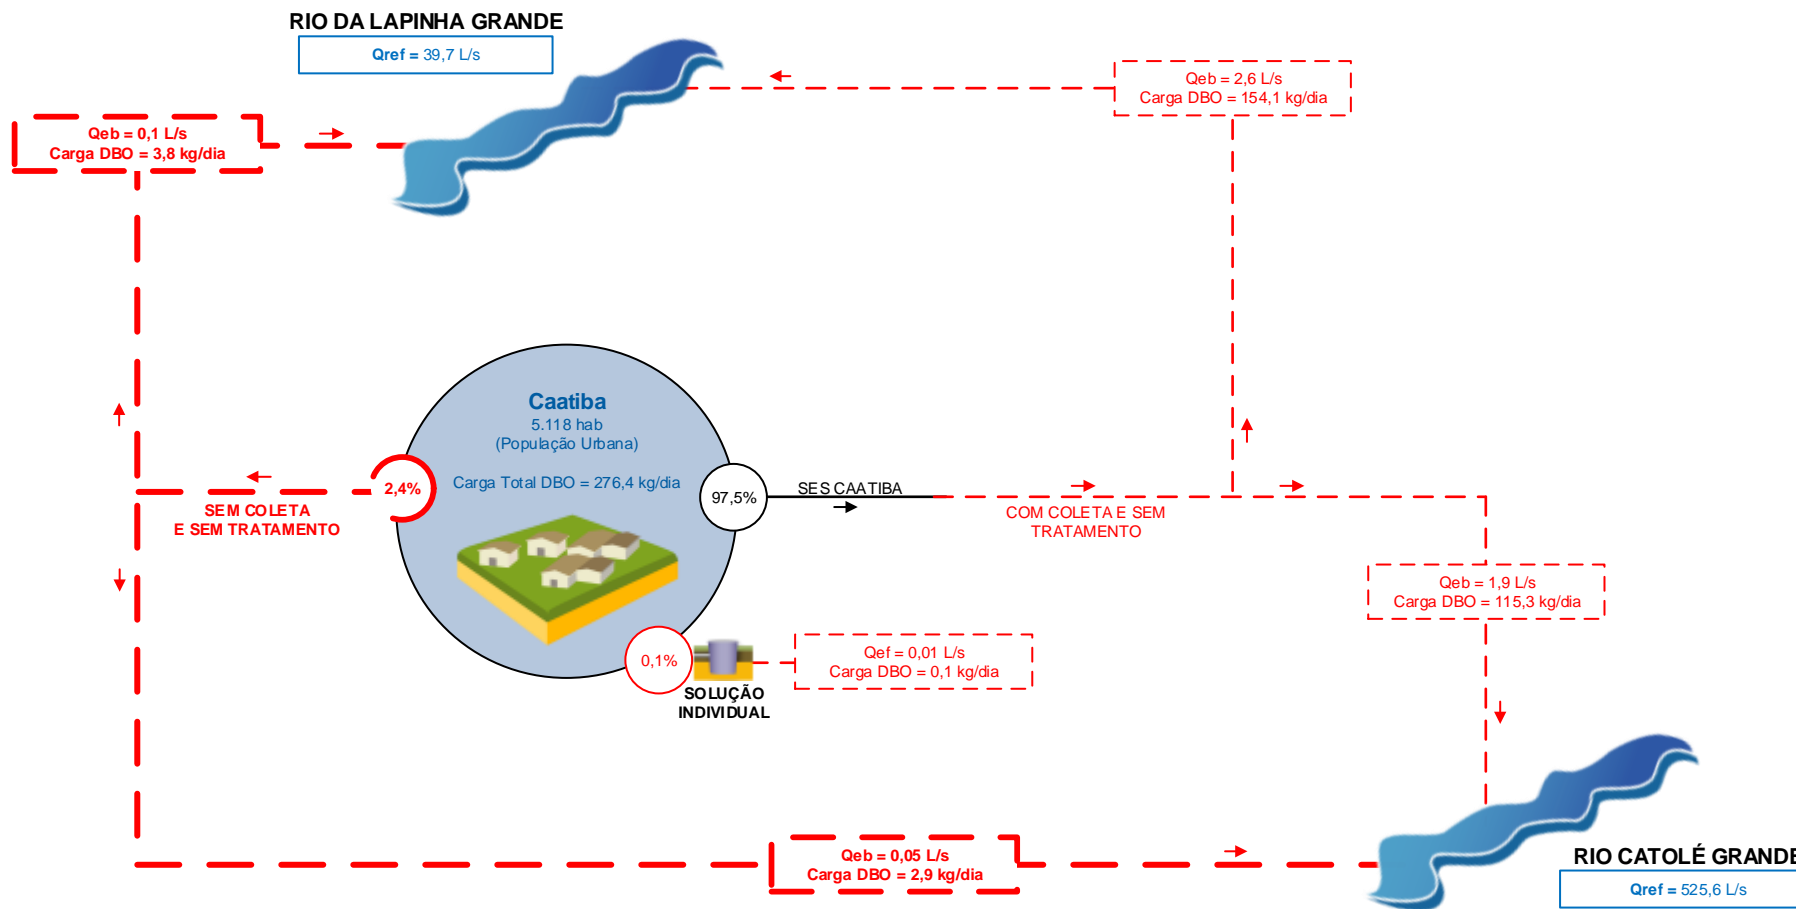 RIO DA LAPINHA GRANDE
Qref = 39,7 L/s
Qeb = 2,6 L/s
Carga DBO = 154,1 kg/dia
Qeb = 0,1 L/s
Carga DBO = 3,8 kg/dia
Caatiba
5.118 hab
(População Urbana)
Carga Total DBO = 276,4 kg/dia
2,4%
97,5%
SES CAATIBA
SEM COLETA
E SEM TRATAMENTO
COM COLETA E SEM
TRATAMENTO
Qeb = 1,9 L/s
Carga DBO = 115,3 kg/dia
0,1%
Qef = 0,01 L/s
Carga DBO = 0,1 kg/dia
SOLUÇÃO
INDIVIDUAL
Qeb = 0,05 L/s
Carga DBO = 2,9 kg/dia
RIO CATOLÉ GRANDE
Qref = 525,6 L/s